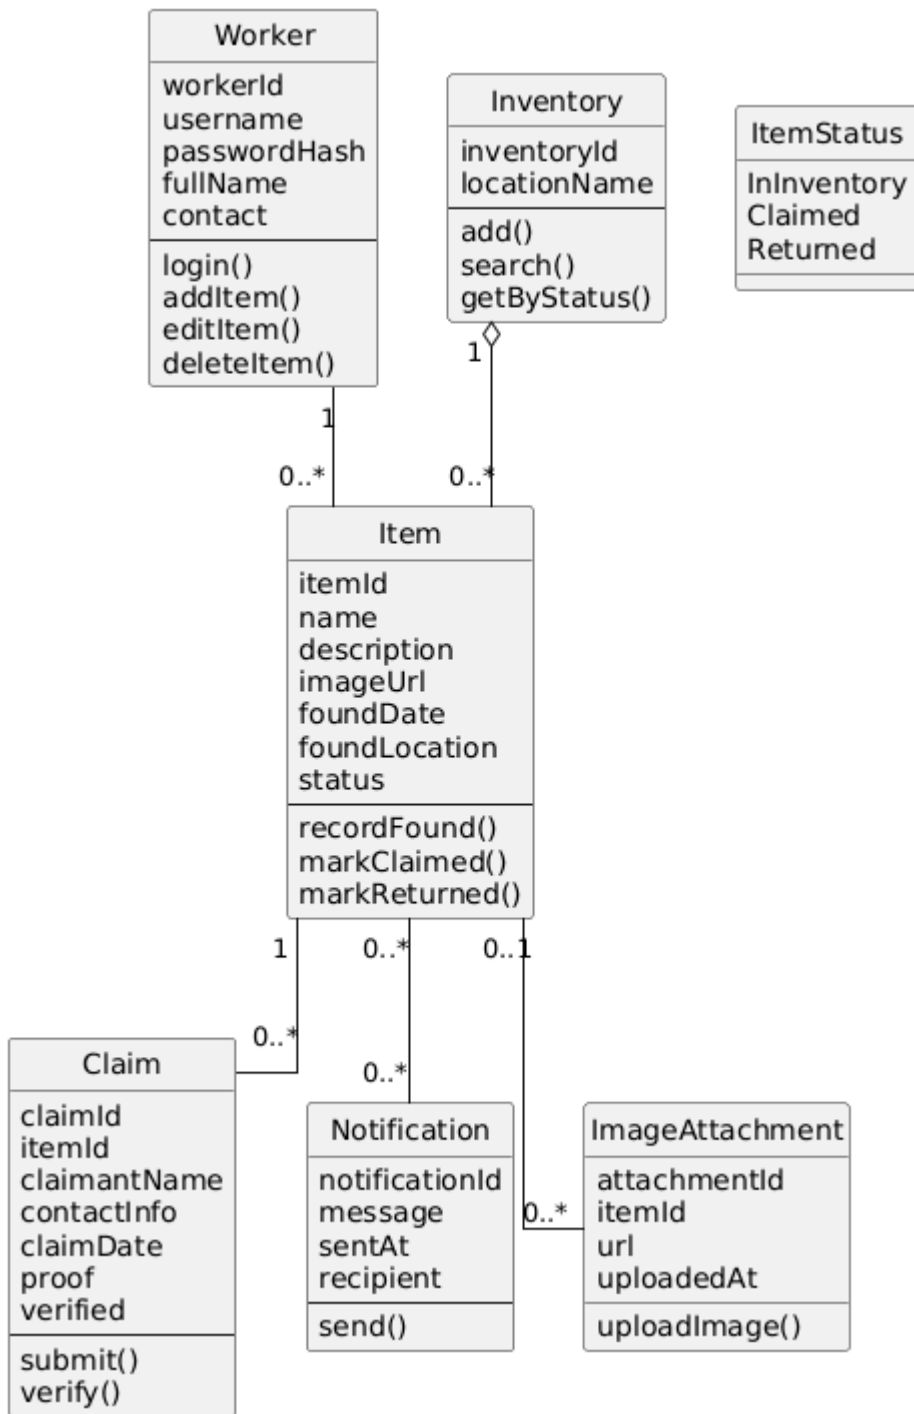 Worker
workerId
username
passwordHash
fullName
contact
login()
addItem()
editItem()
deleteItem()
Inventory
inventoryId
locationName
add()
search()
getByStatus()
ItemStatus
InInventory
Claimed
Returned
1
0..*
1
0..*
Item
itemId
name
description
imageUrl
foundDate
foundLocation
status
recordFound()
markClaimed()
markReturned()
1
0..*
0..*
0..*
0..1
0..*
Claim
claimId
itemId
claimantName
contactInfo
claimDate
proof
verified
submit()
verify()
Notification
notificationId
message
sentAt
recipient
send()
ImageAttachment
attachmentId
itemId
url
uploadedAt
uploadImage()